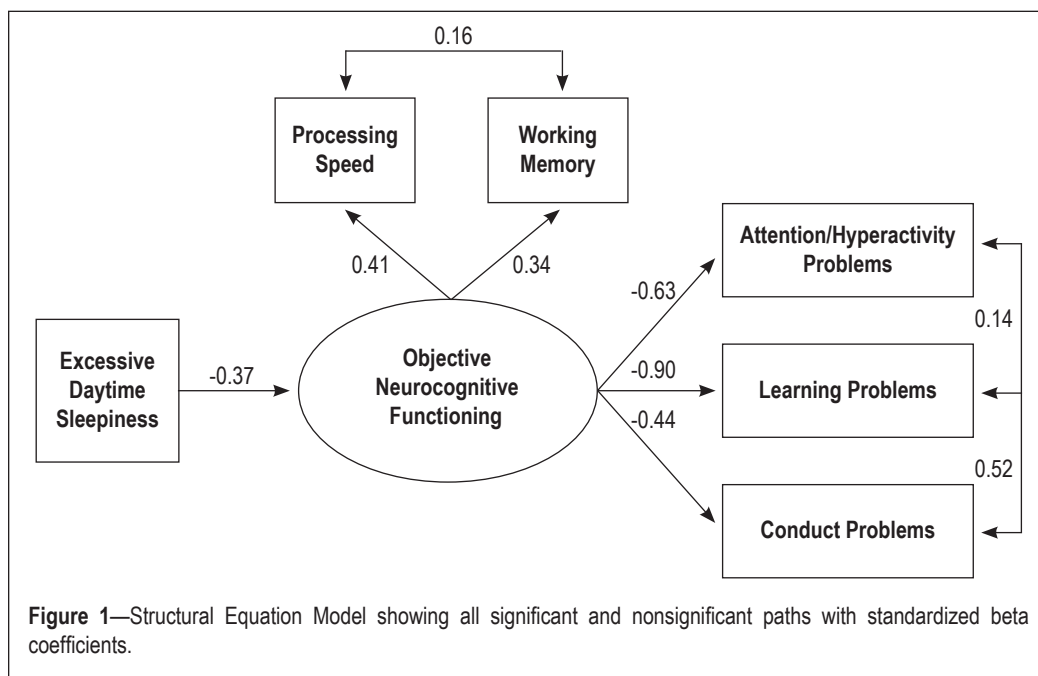 0.16
Processing
Speed
Working
Memory
0.41
0.34
Excessive
Daytime
Sleepiness
-0.37
Objective
Neurocognitive
Functioning
-0.63
-0.90
-0.44
Attention/Hyperactivity
Problems
Learning Problems
Conduct Problems
0.14
0.52
Figure 1—Structural Equation Model showing all significant and nonsignificant paths with standardized beta
coefficients.